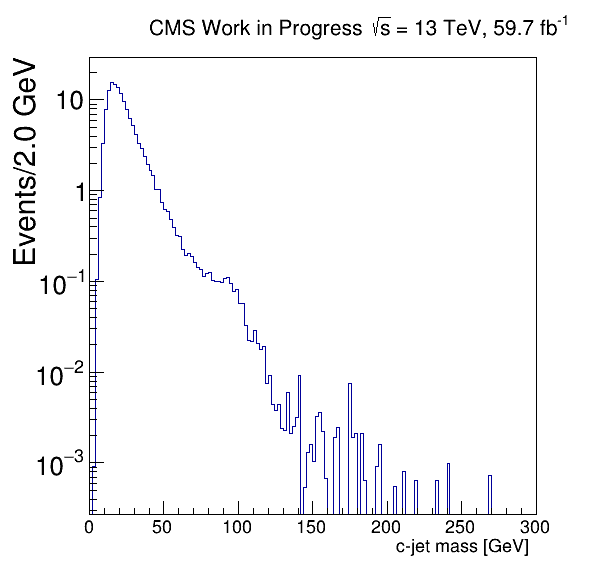 CMS Work in Progress √s = 13 TeV, 59.7 fb⁻¹
Events/2.0 GeV
10
1
10⁻¹
10⁻²
10⁻³
0 50 100 150 200 250 300
c-jet mass [GeV]